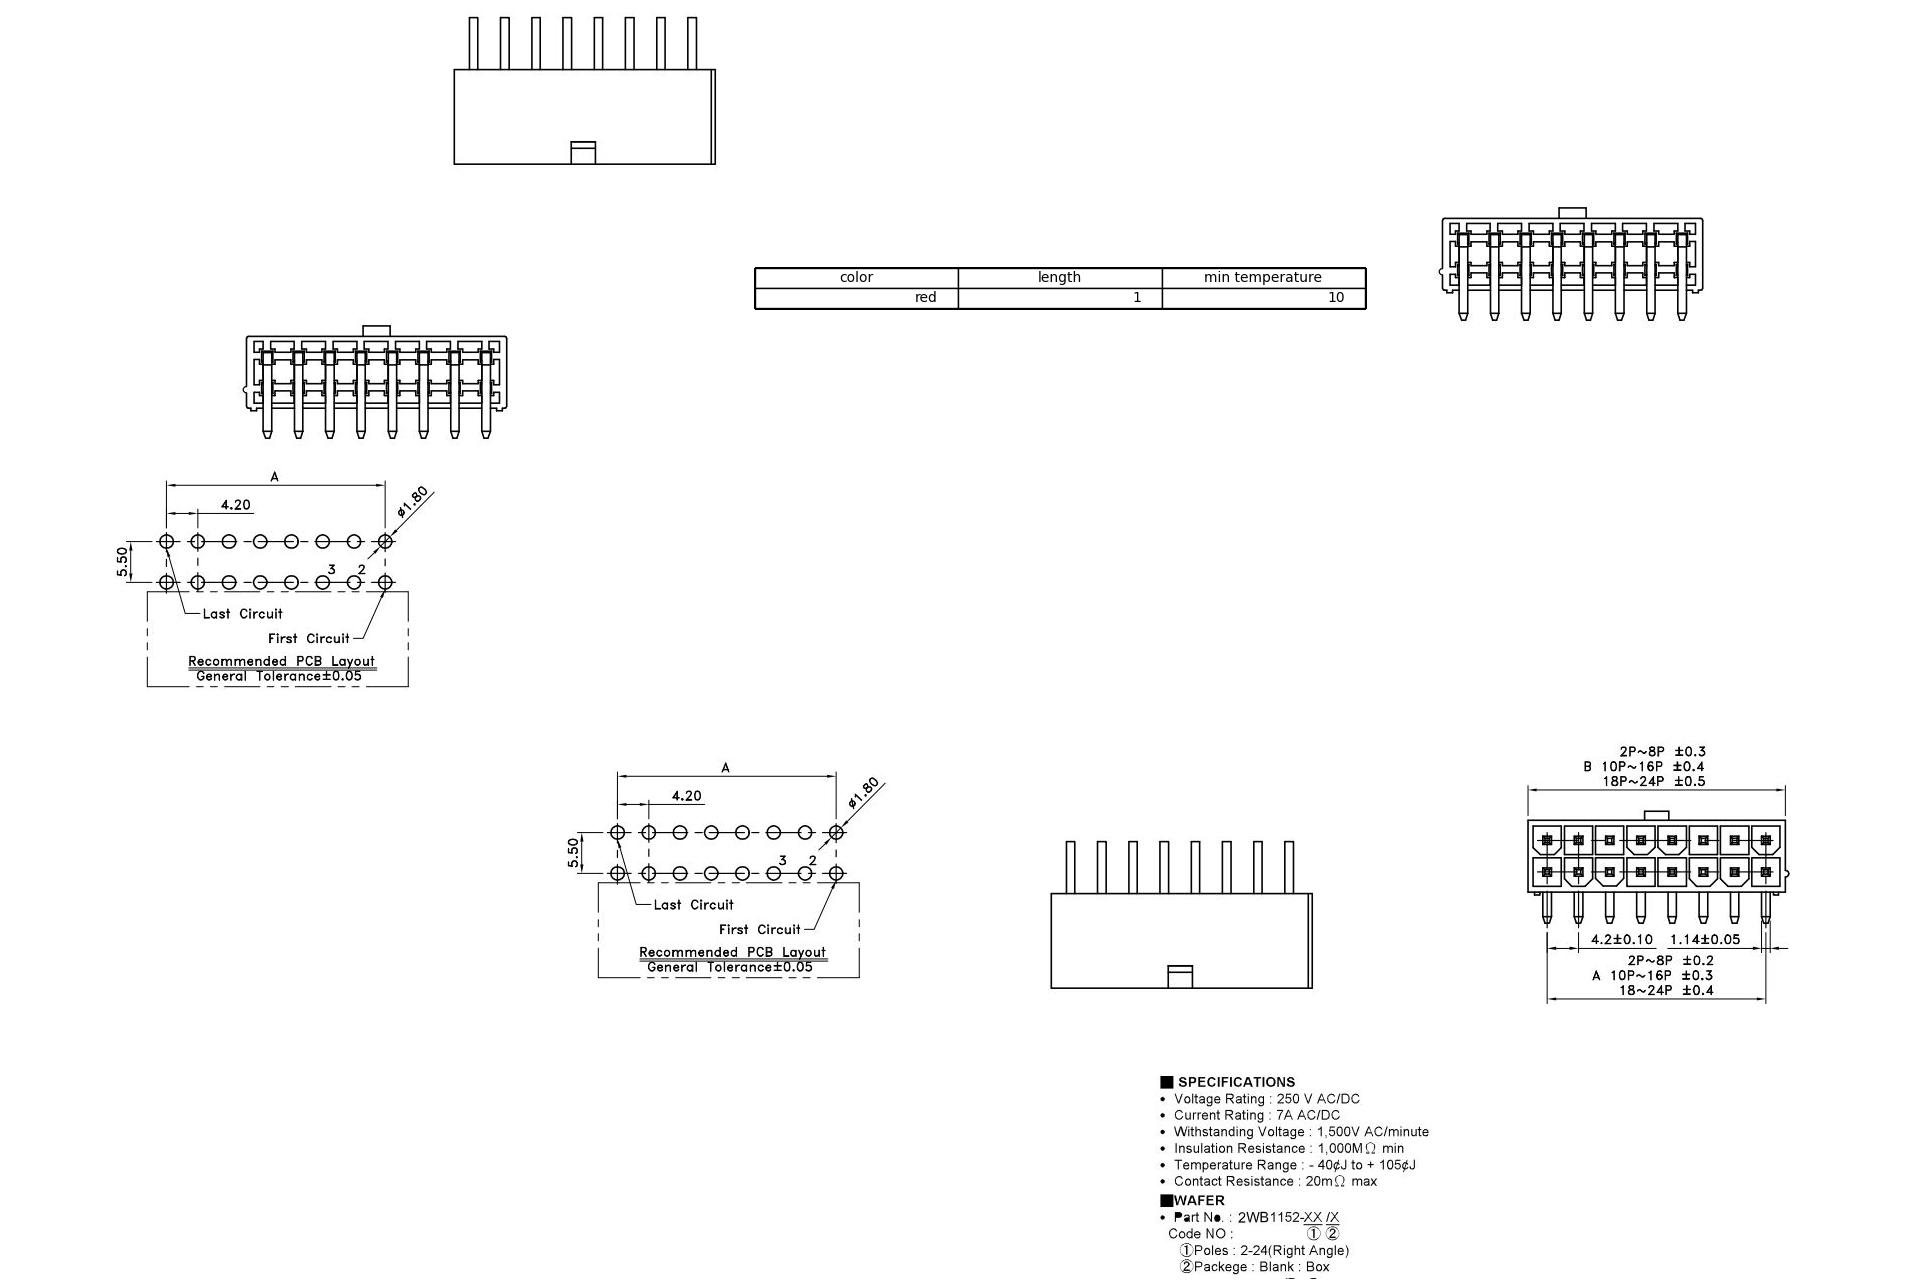 color length min temperature
red 1 10
A
4.20
ø1.80
5.50
3 2
Last Circuit
First Circuit
Recommended PCB Layout
General Tolerance±0.05
A
4.20
ø1.80
5.50
3 2
Last Circuit
First Circuit
Recommended PCB Layout
General Tolerance±0.05
2P~8P ±0.3
B 10P~16P ±0.4
18P~24P ±0.5
4.2±0.10 1.14±0.05
2P~8P ±0.2
A 10P~16P ±0.3
18~24P ±0.4
■ SPECIFICATIONS
• Voltage Rating : 250 V AC/DC
• Current Rating : 7A AC/DC
• Withstanding Voltage : 1,500V AC/minute
• Insulation Resistance : 1,000MΩ min
• Temperature Range : - 40¢J to + 105¢J
• Contact Resistance : 20mΩ max
■WAFER
• Part No. : 2WB1152-XX /X
Code NO : ① ②
①Poles : 2-24(Right Angle)
②Packege : Blank : Box